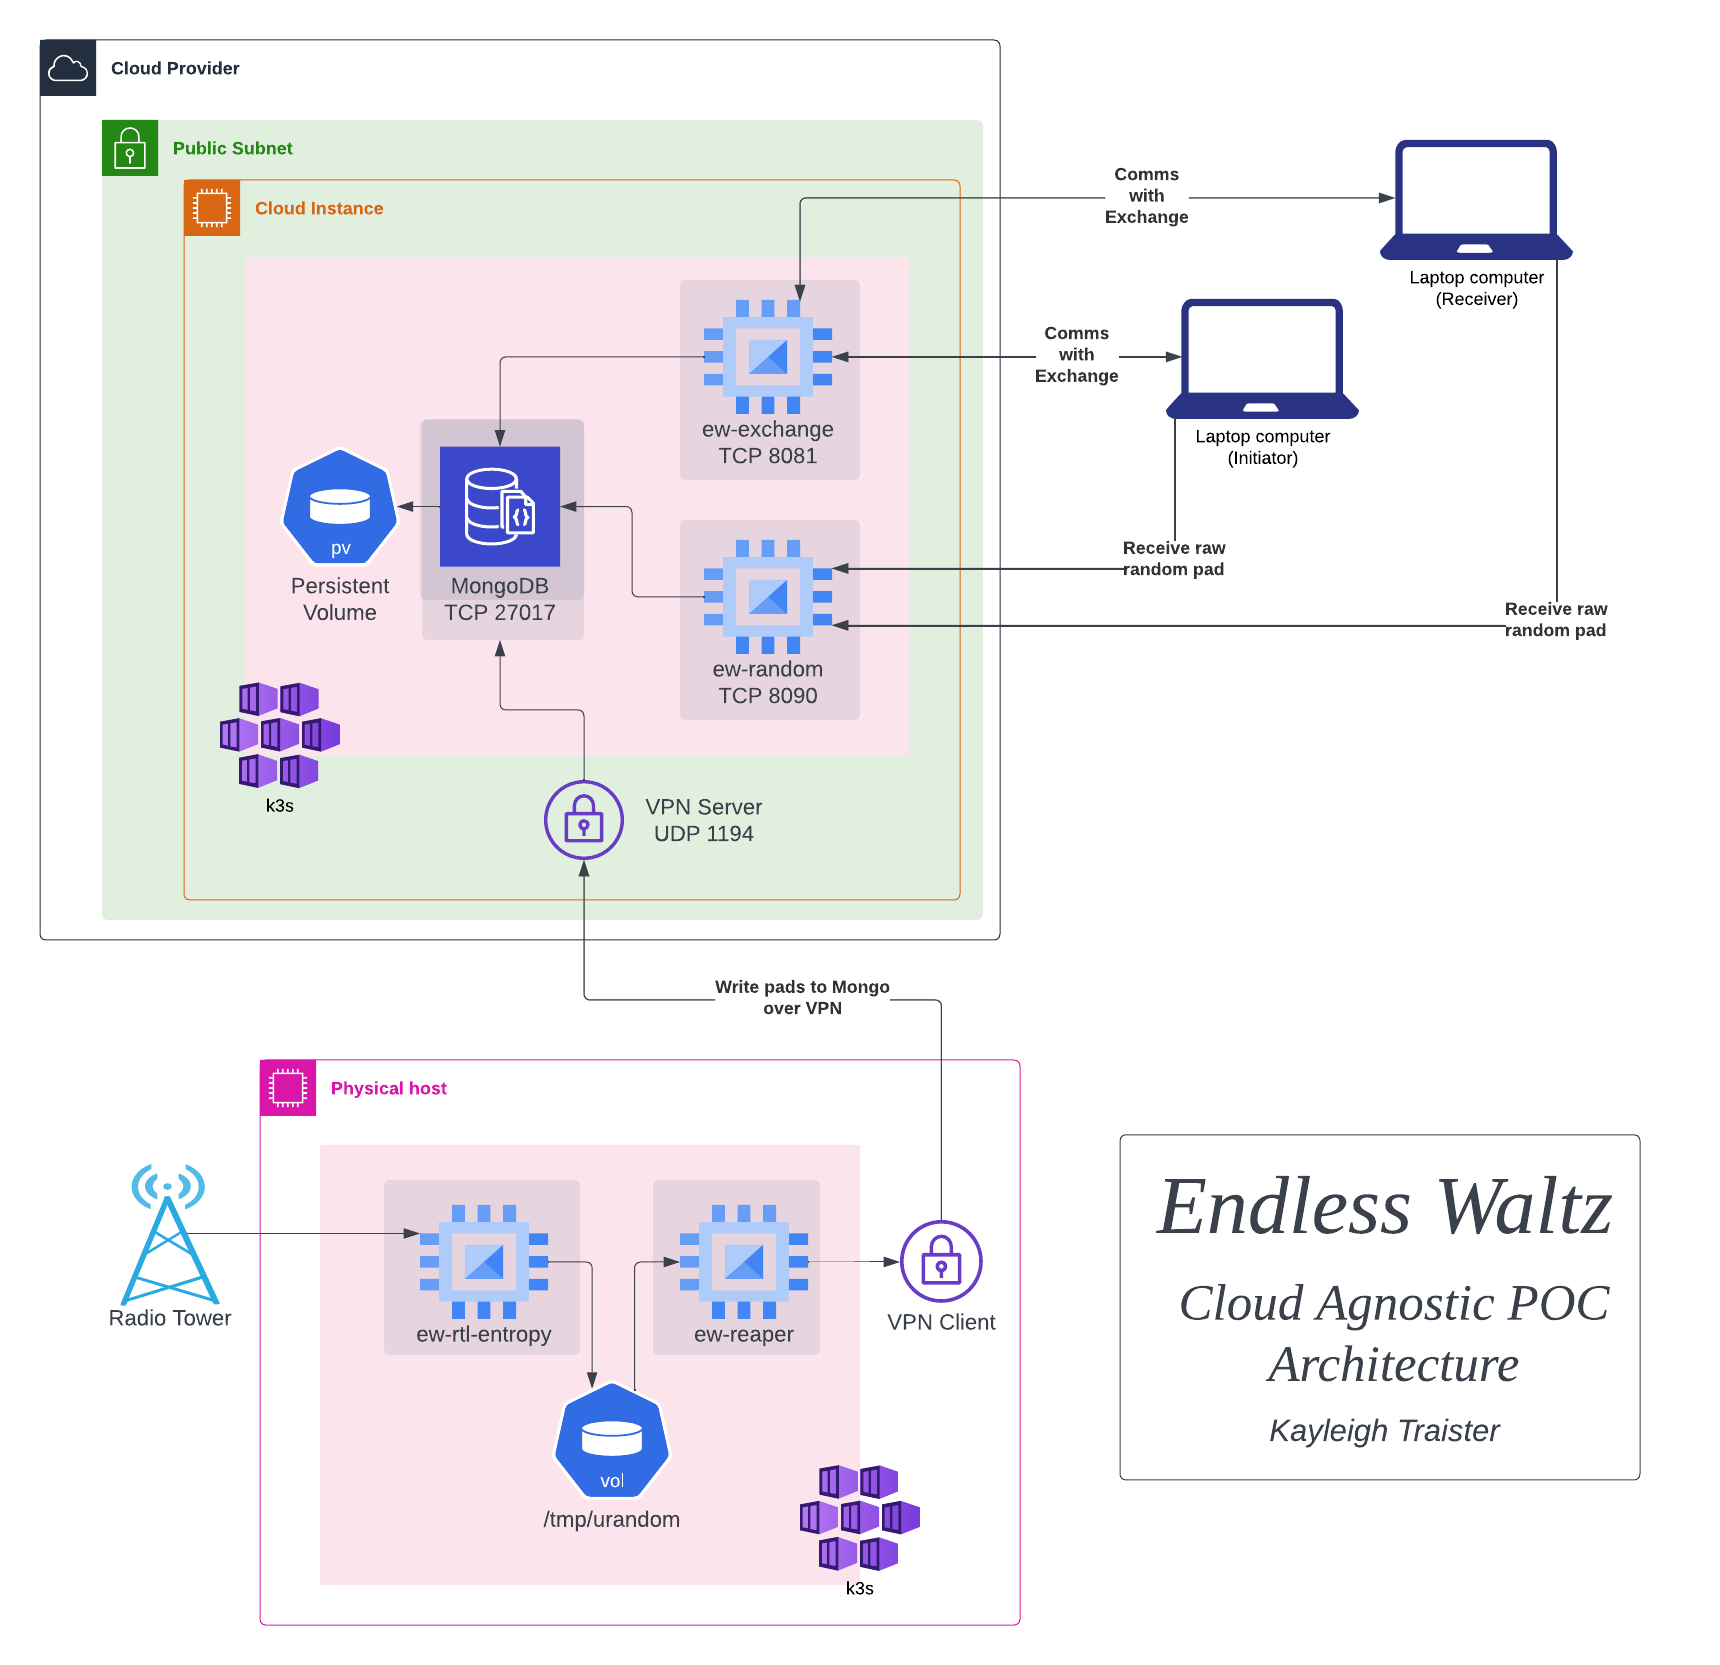 Cloud Provider
Public Subnet
Cloud Instance
Comms
with
Exchange
Laptop computer
(Receiver)
Comms
with
Exchange
Laptop computer
(Initiator)
ew-exchange
TCP 8081
pv
Persistent
Volume
MongoDB
TCP 27017
Receive raw
random pad
Receive raw
random pad
ew-random
TCP 8090
k3s
VPN Server
UDP 1194
Write pads to Mongo
over VPN
Physical host
Radio Tower
ew-rtl-entropy
ew-reaper
VPN Client
vol
/tmp/urandom
k3s
Endless Waltz
Cloud Agnostic POC
Architecture
Kayleigh Traister